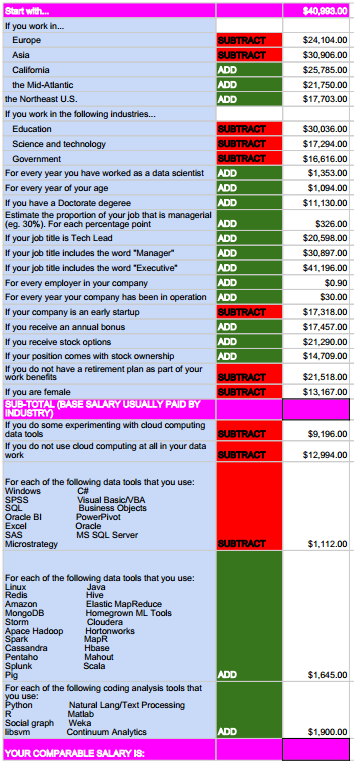 Start with... $40,993.00
If you work in...
Europe SUBTRACT $24,104.00
Asia SUBTRACT $30,906.00
California ADD $25,785.00
the Mid-Atlantic ADD $21,750.00
the Northeast U.S. ADD $17,703.00
If you work in the following industries...
Education SUBTRACT $30,036.00
Science and technology SUBTRACT $17,294.00
Government SUBTRACT $16,616.00
For every year you have worked as a data scientist ADD $1,353.00
For every year of your age ADD $1,094.00
If you have a Doctorate degeree ADD $11,130.00
Estimate the proportion of your job that is managerial
(eg. 30%). For each percentage point ADD $326.00
If your job title is Tech Lead ADD $20,598.00
If your job title includes the word "Manager" ADD $30,897.00
If your job title includes the word "Executive" ADD $41,196.00
For every employer in your company ADD $0.90
For every year your company has been in operation ADD $30.00
If your company is an early startup SUBTRACT $17,318.00
If you receive an annual bonus ADD $17,457.00
If you receive stock options ADD $21,290.00
If your position comes with stock ownership ADD $14,709.00
If you do not have a retirement plan as part of your
work benefits SUBTRACT $21,518.00
If you are female SUBTRACT $13,167.00
SUB-TOTAL (BASE SALARY USUALLY PAID BY
INDUSTRY)
If you do some experimenting with cloud computing
data tools SUBTRACT $9,196.00
If you do not use cloud computing at all in your data
work SUBTRACT $12,994.00
For each of the following data tools that you use:
Windows C#
SPSS Visual Basic/VBA
SQL Business Objects
Oracle BI PowerPivot
Excel Oracle
SAS MS SQL Server
Microstrategy SUBTRACT $1,112.00
For each of the following data tools that you use:
Linux Java
Redis Hive
Amazon Elastic MapReduce
MongoDB Homegrown ML Tools
Storm Cloudera
Apace Hadoop Hortonworks
Spark MapR
Cassandra Hbase
Pentaho Mahout
Splunk Scala
Pig ADD $1,645.00
For each of the following coding analysis tools that
you use:
Python Natural Lang/Text Processing
R Matlab
Social graph Weka
libsvm Continuum Analytics ADD $1,900.00
YOUR COMPARABLE SALARY IS: